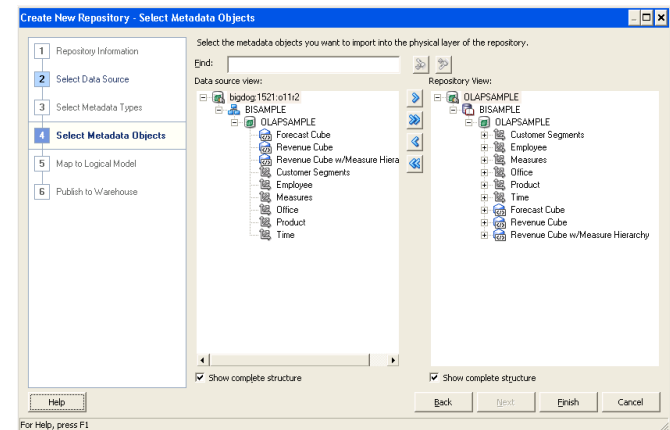 Create New Repository - Select Metadata Objects
1 Repository Information
2 Select Data Source
3 Select Metadata Types
4 Select Metadata Objects
5 Map to Logical Model
6 Publish to Warehouse
Select the metadata objects you want to import into the physical layer of the repository.
Find:
Data source view:
bigdog:1521:o11r2
BISAMPLE
OLAPSAMPLE
Forecast Cube
Revenue Cube
Revenue Cube w/Measure Hiera
Customer Segments
Employee
Measures
Office
Product
Time
Show complete structure
Repository View:
OLAPSAMPLE
BISAMPLE
OLAPSAMPLE
Customer Segments
Employee
Measures
Office
Product
Time
Forecast Cube
Revenue Cube
Revenue Cube w/Measure Hierarchy
Show complete structure
Help
Back
Next
Finish
Cancel
For Help, press F1